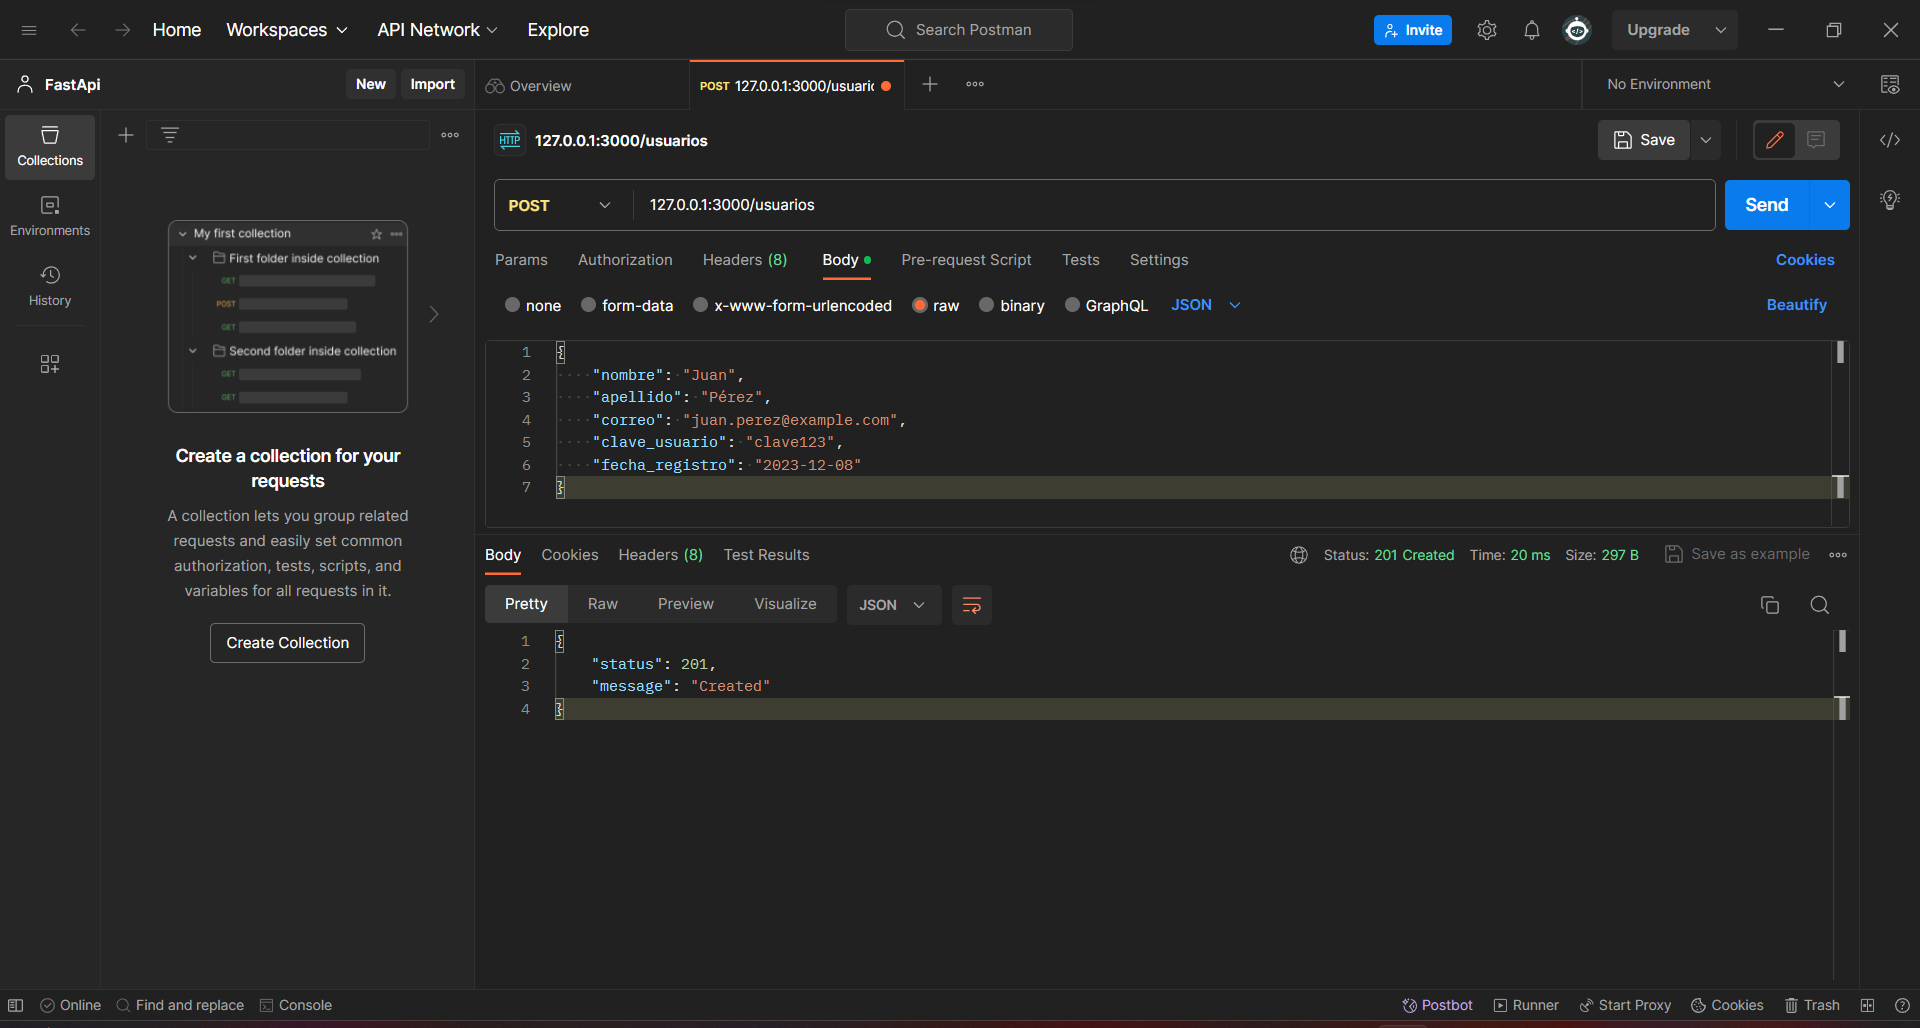 Home Workspaces API Network Explore Search Postman Invite Upgrade
FastApi New Import Overview POST 127.0.0.1:3000/usuaric No Environment
Collections
Environments
History
My first collection
First folder inside collection
GET
POST
GET
Second folder inside collection
GET
GET
Create a collection for your
requests
A collection lets you group related
requests and easily set common
authorization, tests, scripts, and
variables for all requests in it.
Create Collection
HTTP 127.0.0.1:3000/usuarios Save
POST 127.0.0.1:3000/usuarios Send
Params Authorization Headers (8) Body Pre-request Script Tests Settings Cookies
none form-data x-www-form-urlencoded raw binary GraphQL JSON Beautify
1 {
2 "nombre": "Juan",
3 "apellido": "Pérez",
4 "correo": "juan.perez@example.com",
5 "clave_usuario": "clave123",
6 "fecha_registro": "2023-12-08"
7 }
Body Cookies Headers (8) Test Results Status: 201 Created Time: 20 ms Size: 297 B Save as example
Pretty Raw Preview Visualize JSON
1 {
2 "status": 201,
3 "message": "Created"
4 }
Online Find and replace Console Postbot Runner Start Proxy Cookies Trash